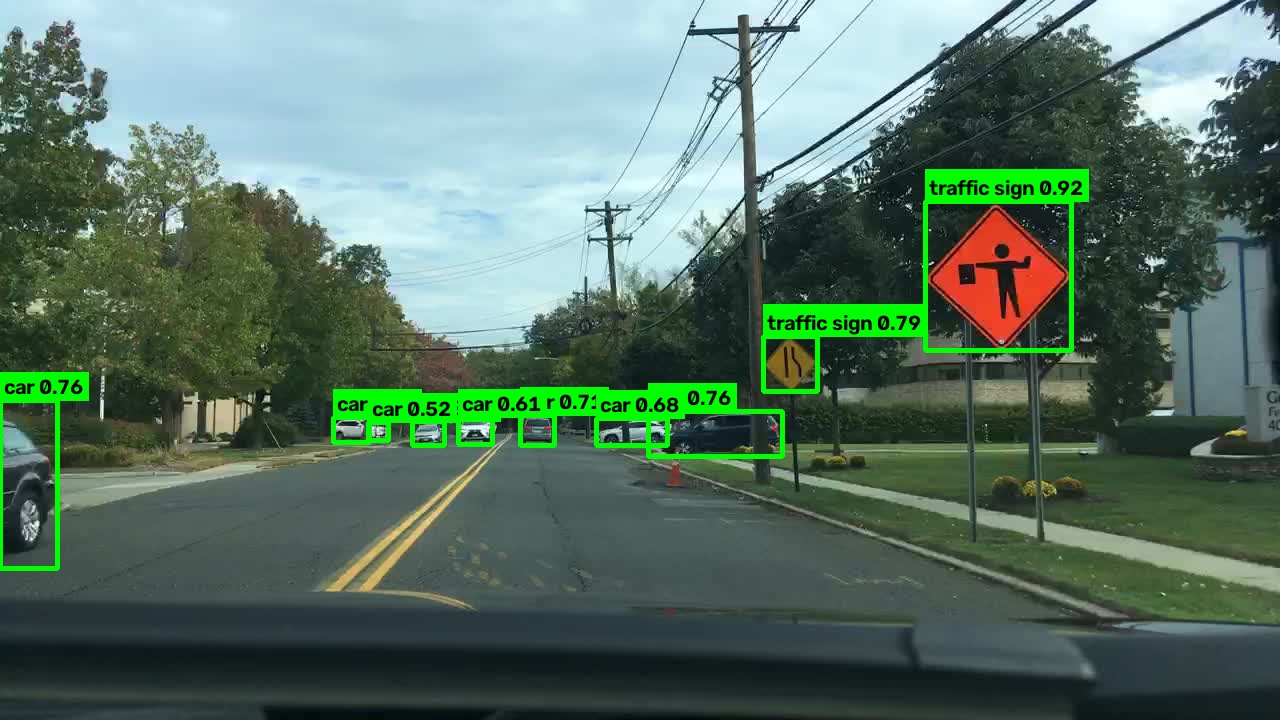 traffic sign 0.92
traffic sign 0.79
car 0.76
car
car 0.52
car 0.61
r 0.71
car 0.68
0.76